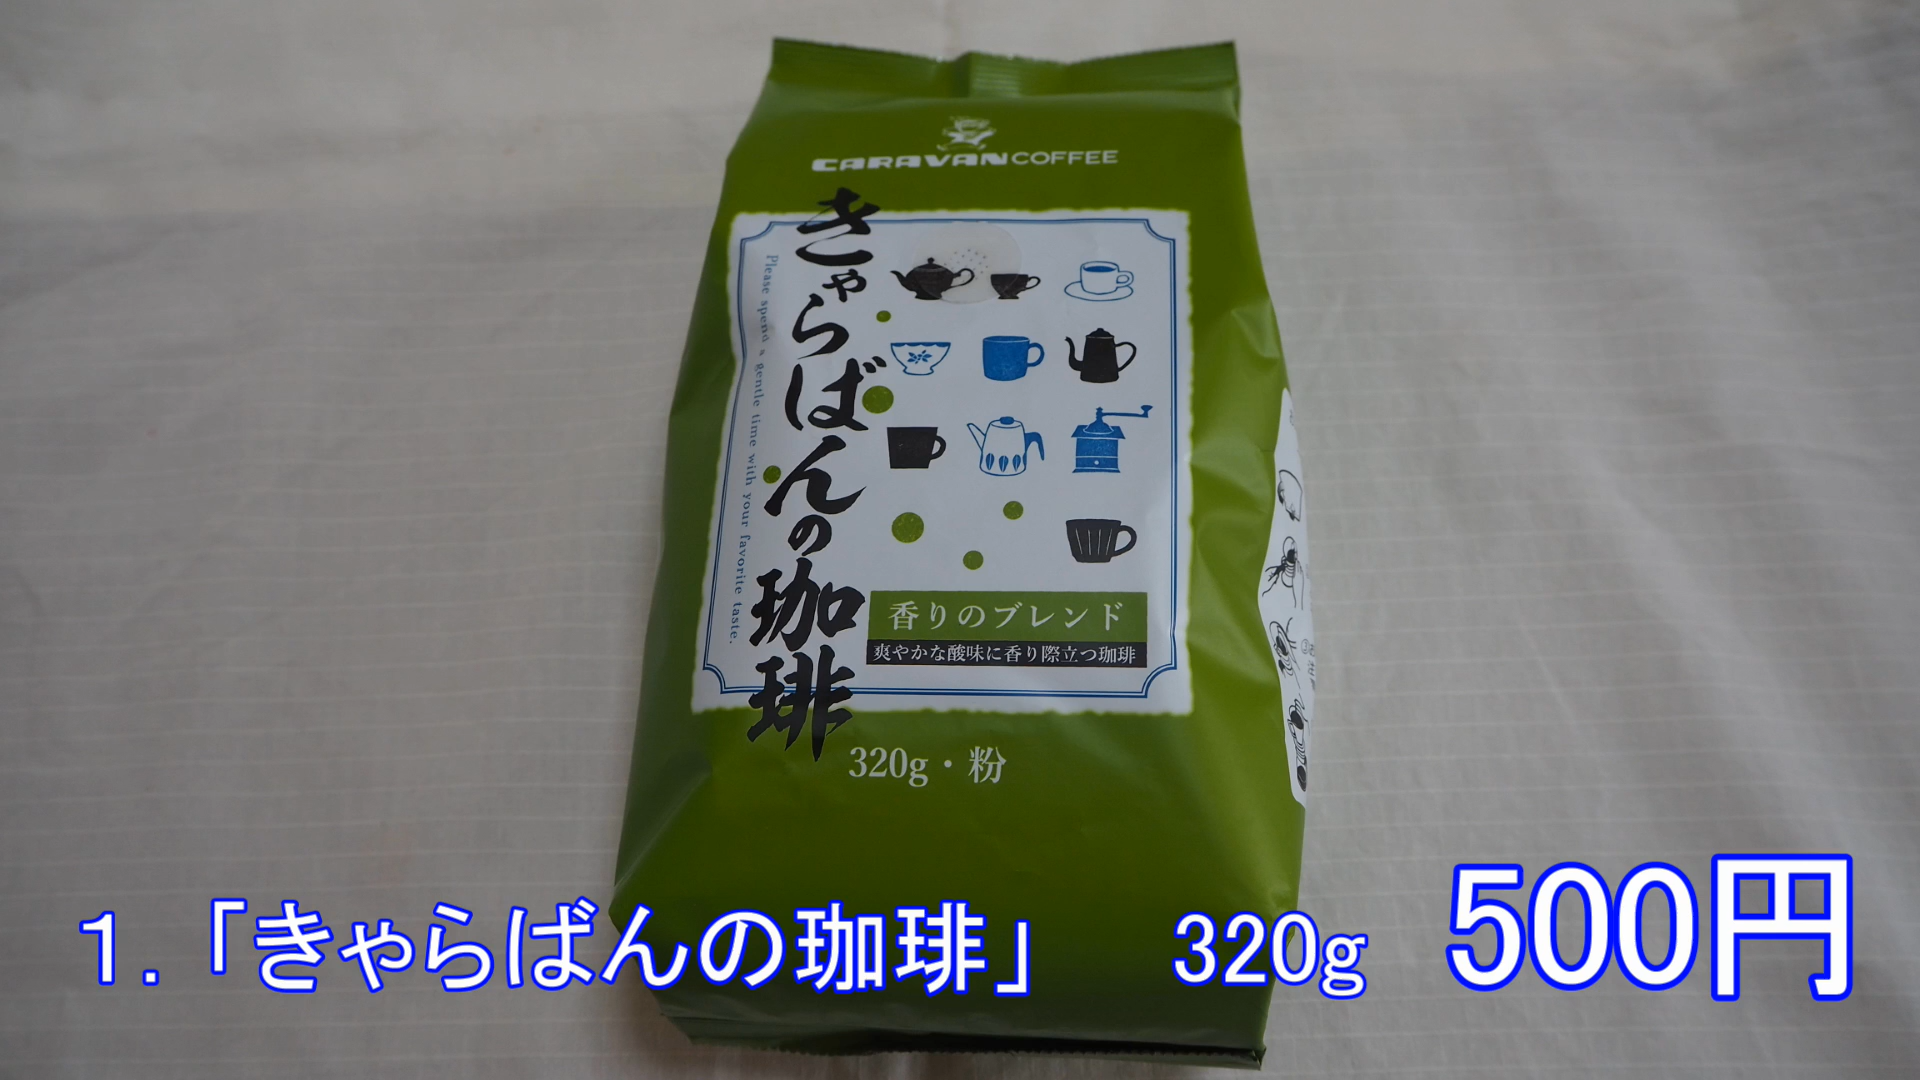 CARAVAN COFFEE
きゃらばんの珈琲
Please spend a gentle time with your favorite taste.
香りのブレンド
爽やかな酸味に香り際立つ珈琲
320g・粉
1.「きゃらばんの珈琲」 320g 500円